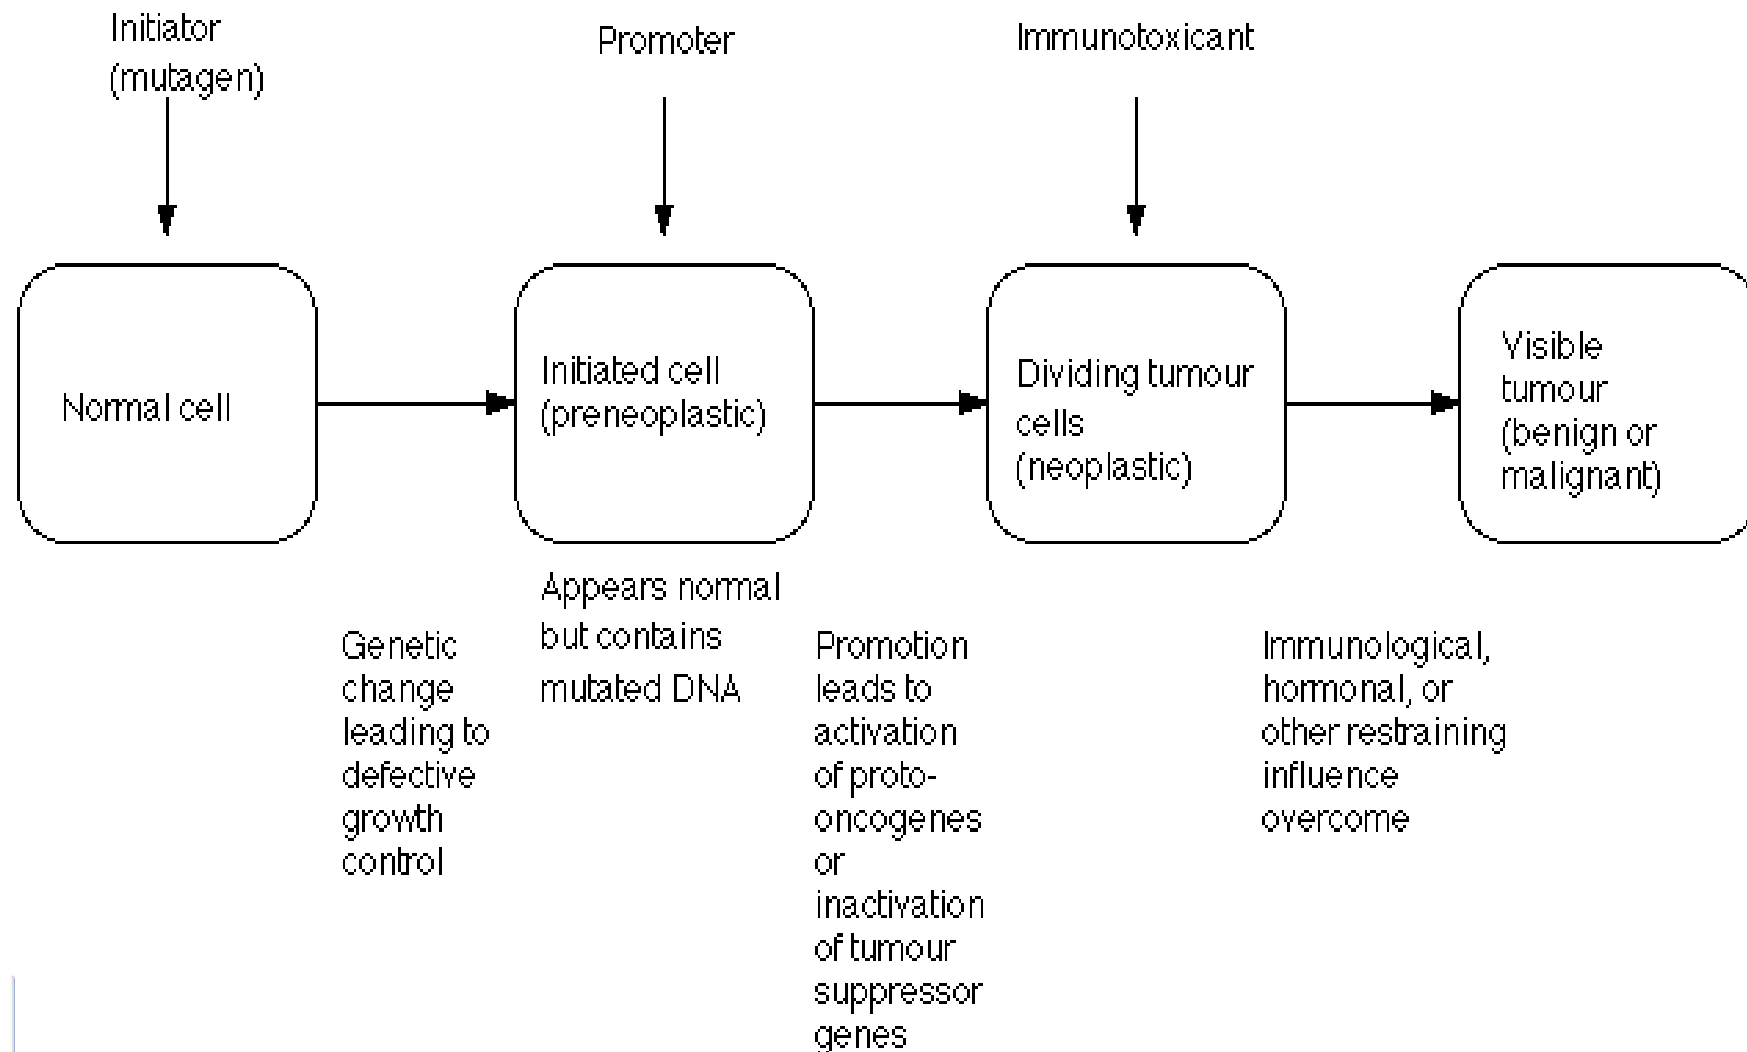 Initiator
(mutagen)
Promoter
Immunotoxicant
Normal cell
Initiated cell
(preneoplastic)
Dividing tumour
cells
(neoplastic)
Visible
tumour
(benign or
malignant)
Genetic
change
leading to
defective
growth
control
Appears normal
but contains
mutated DNA
Promotion
leads to
activation
of proto-
oncogenes
or
inactivation
of tumour
suppressor
genes
Immunological,
hormonal, or
other restraining
influence
overcome